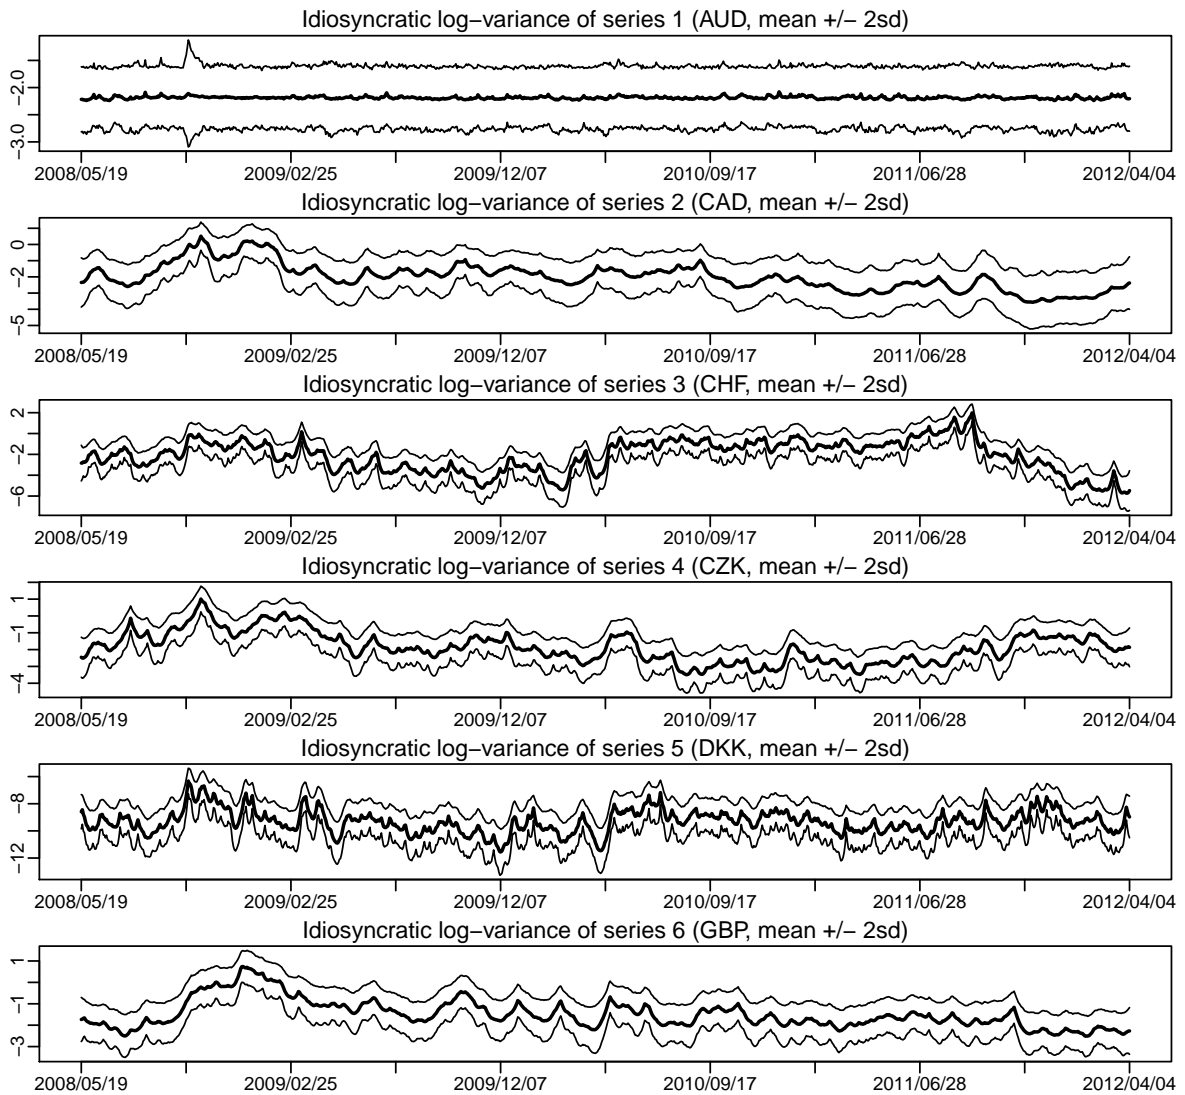 Idiosyncratic log−variance of series 1 (AUD, mean +/− 2sd)
−2.0
−3.0
2008/05/19 2009/02/25 2009/12/07 2010/09/17 2011/06/28 2012/04/04
Idiosyncratic log−variance of series 2 (CAD, mean +/− 2sd)
0
−2
−5
2008/05/19 2009/02/25 2009/12/07 2010/09/17 2011/06/28 2012/04/04
Idiosyncratic log−variance of series 3 (CHF, mean +/− 2sd)
2
−2
−6
2008/05/19 2009/02/25 2009/12/07 2010/09/17 2011/06/28 2012/04/04
Idiosyncratic log−variance of series 4 (CZK, mean +/− 2sd)
1
−1
−4
2008/05/19 2009/02/25 2009/12/07 2010/09/17 2011/06/28 2012/04/04
Idiosyncratic log−variance of series 5 (DKK, mean +/− 2sd)
−8
−12
2008/05/19 2009/02/25 2009/12/07 2010/09/17 2011/06/28 2012/04/04
Idiosyncratic log−variance of series 6 (GBP, mean +/− 2sd)
1
−1
−3
2008/05/19 2009/02/25 2009/12/07 2010/09/17 2011/06/28 2012/04/04